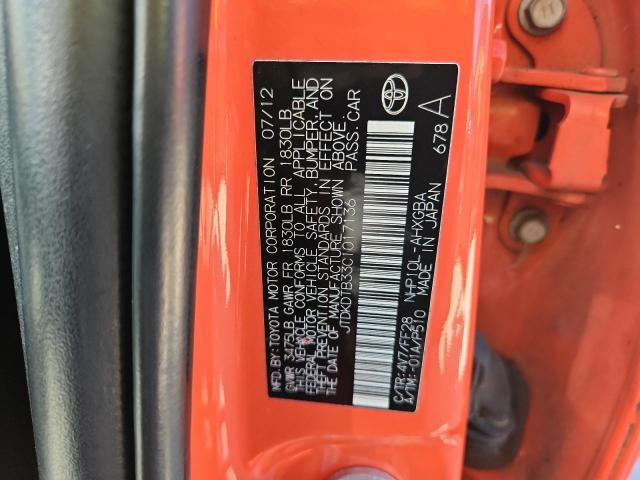 MFD.BY:TOYOTA MOTOR CORPORATION 07/12
GVWR 3475LB GAWR FR 1830LB RR 1830LB
THIS VEHICLE CONFORMS TO ALL APPLICABLE
FEDERAL MOTOR VEHICLE SAFETY, BUMPER, AND
THEFT PREVENTION STANDARDS IN EFFECT ON
THE DATE OF MANUFACTURE SHOWN ABOVE.
JTDKDTB33C1017136 PASS.CAR
C/TR:4U7/FF28 NHP10L-AHXGBA
A/TM:-01A/P510 MADE IN JAPAN 678 A